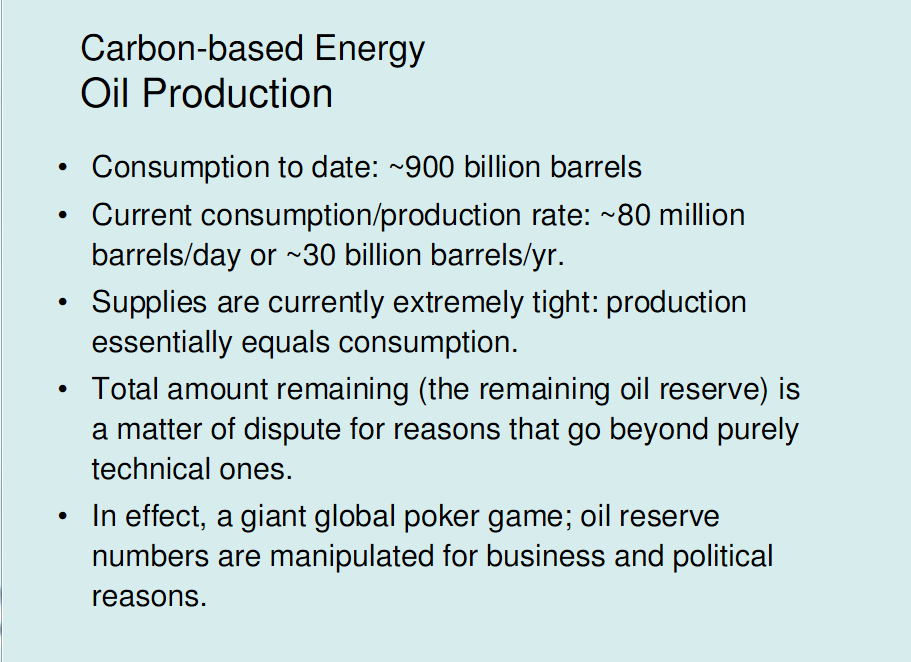 Carbon-based Energy
Oil Production
• Consumption to date: ~900 billion barrels
• Current consumption/production rate: ~80 million
barrels/day or ~30 billion barrels/yr.
• Supplies are currently extremely tight: production
essentially equals consumption.
• Total amount remaining (the remaining oil reserve) is
a matter of dispute for reasons that go beyond purely
technical ones.
• In effect, a giant global poker game; oil reserve
numbers are manipulated for business and political
reasons.